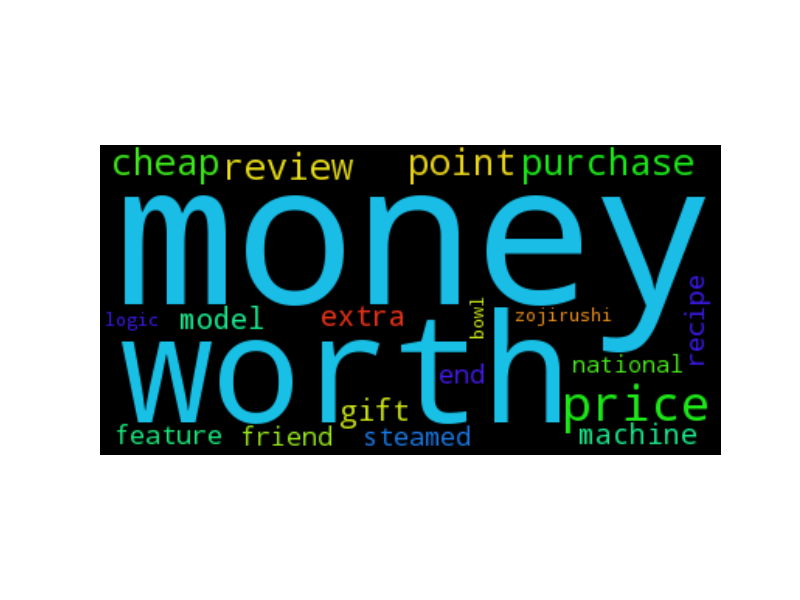 cheap review point purchase
money
logic model extra bowl zojirushi recipe
worth
end national
gift price
feature friend steamed machine